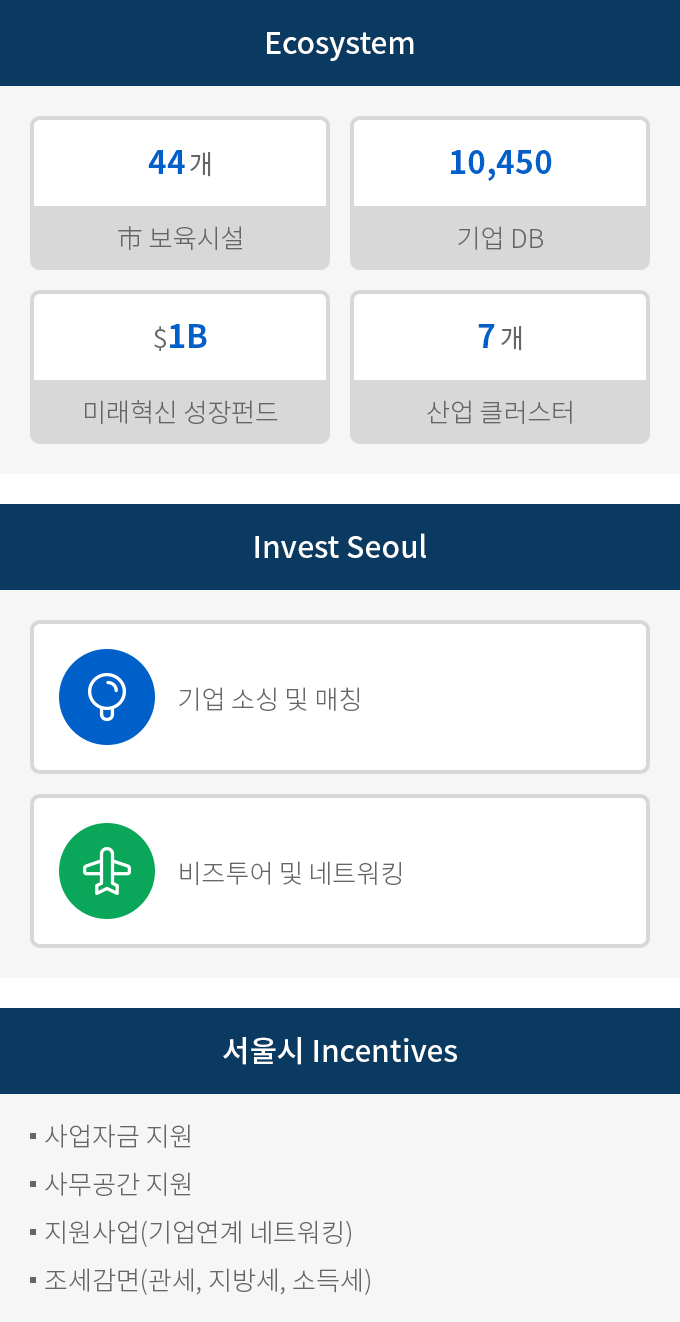 Ecosystem
44 개
市 보육시설
10,450
기업 DB
$1B
미래혁신 성장펀드
7 개
산업 클러스터
Invest Seoul
기업 소싱 및 매칭
비즈투어 및 네트워킹
서울시 Incentives
▪ 사업자금 지원
▪ 사무공간 지원
▪ 지원사업(기업연계 네트워킹)
▪ 조세감면(관세, 지방세, 소득세)